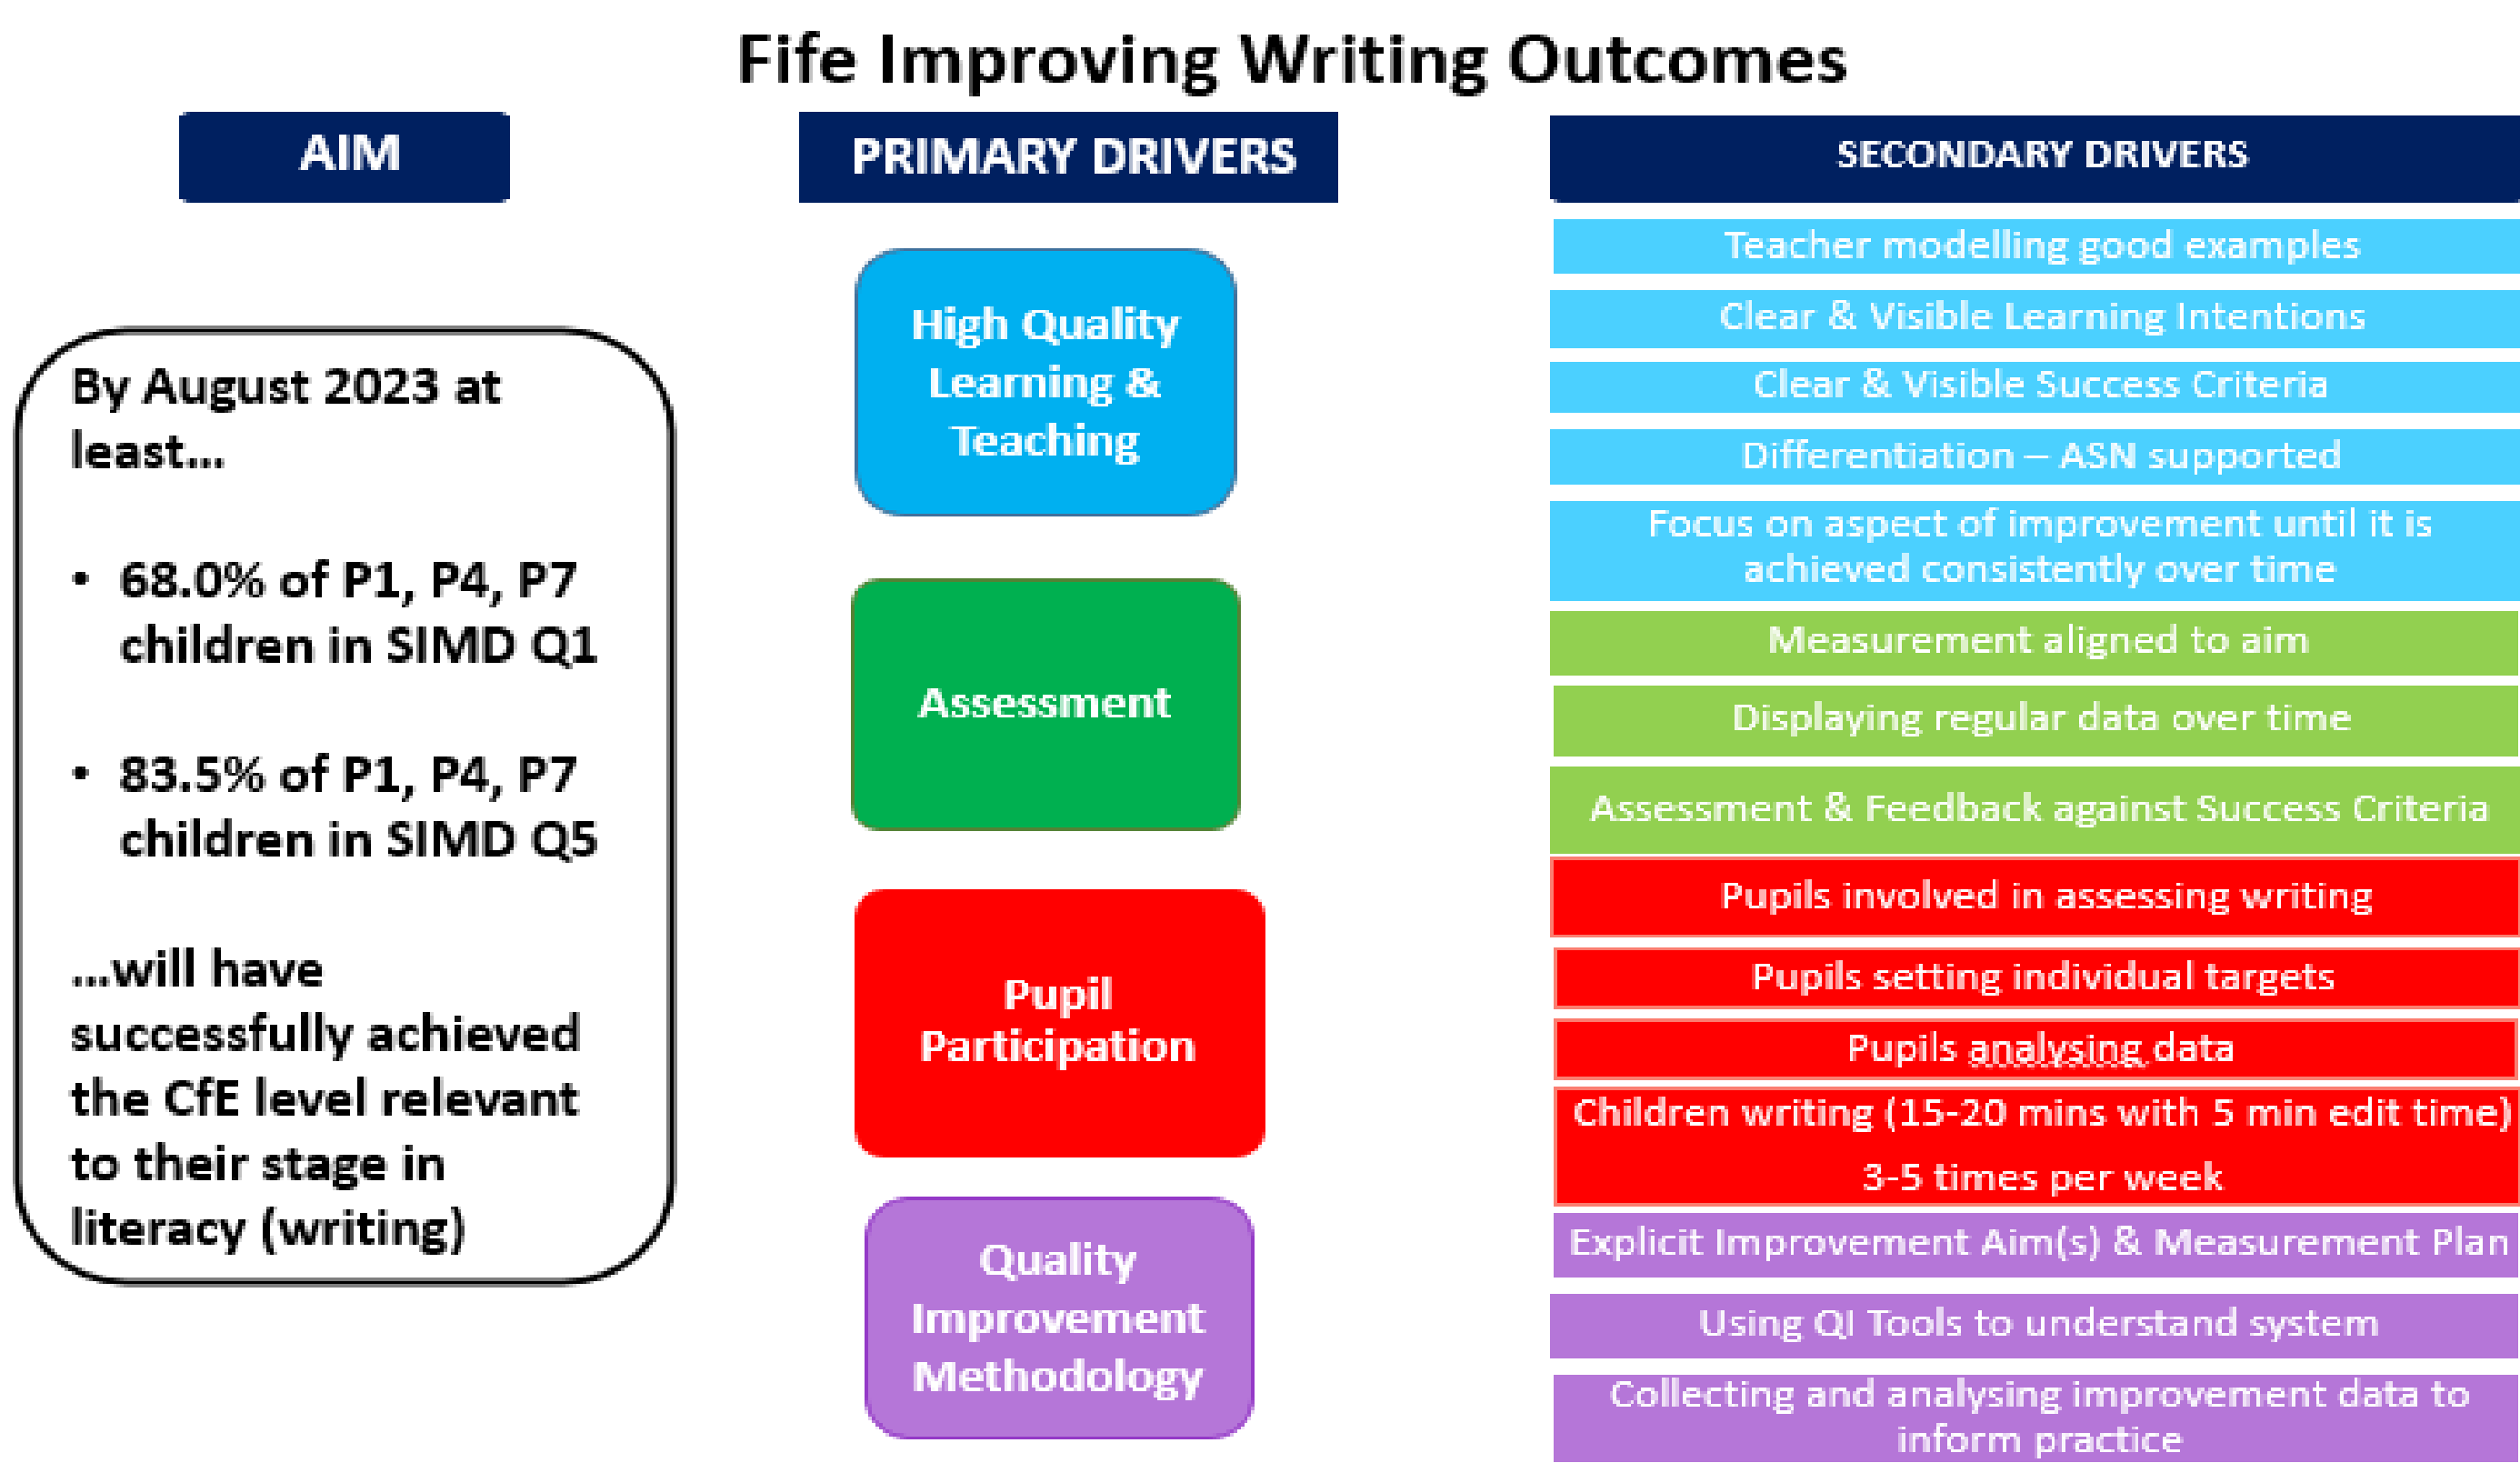 Fife Improving Writing Outcomes
AIM
By August 2023 at
least...
• 68.0% of P1, P4, P7
children in SIMD Q1
• 83.5% of P1, P4, P7
children in SIMD Q5
...will have
successfully achieved
the CfE level relevant
to their stage in
literacy (writing)
PRIMARY DRIVERS
High Quality
Learning &
Teaching
Assessment
Pupil
Participation
Quality
Improvement
Methodology
SECONDARY DRIVERS
Teacher modelling good examples
Clear & Visible Learning Intentions
Clear & Visible Success Criteria
Differentiation – ASN supported
Focus on aspect of improvement until it is
achieved consistently over time
Measurement aligned to aim
Displaying regular data over time
Assessment & Feedback against Success Criteria
Pupils involved in assessing writing
Pupils setting individual targets
Pupils analysing data
Children writing (15-20 mins with 5 min edit time)
3-5 times per week
Explicit Improvement Aim(s) & Measurement Plan
Using QI Tools to understand system
Collecting and analysing improvement data to
inform practice